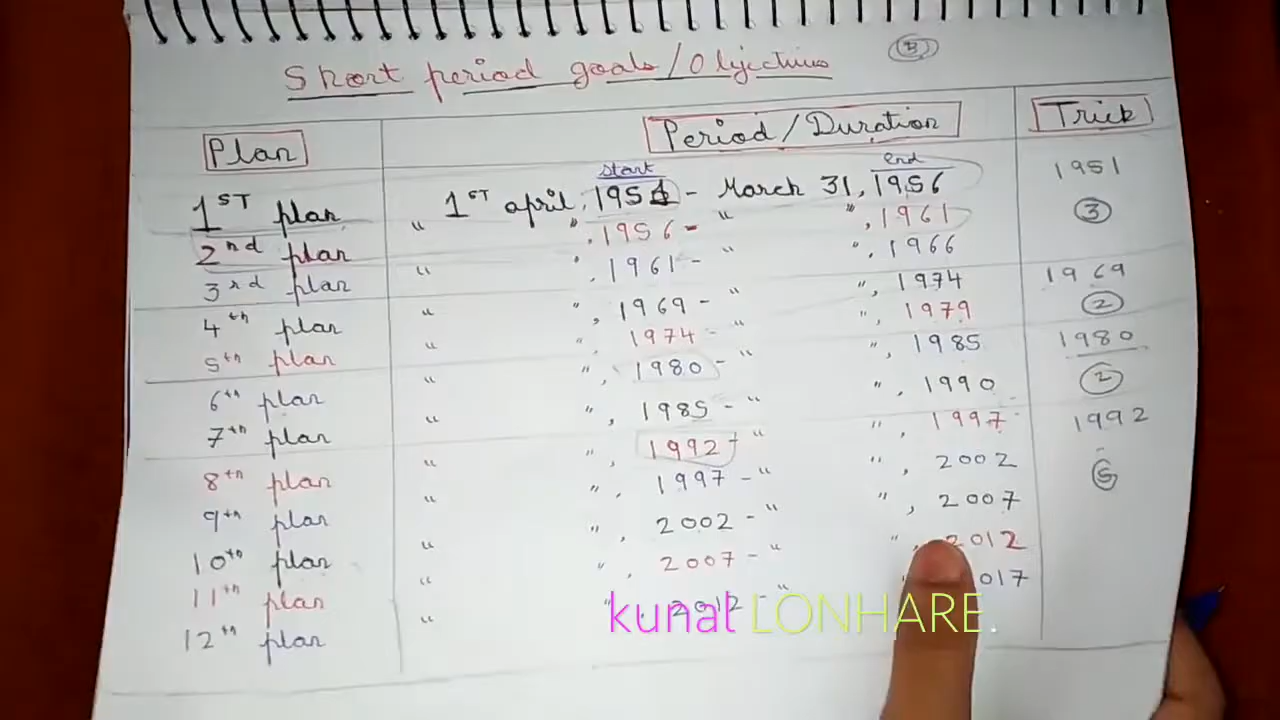 Short period goals/Objectives
B
Plan Period/Duration Trick
start end
1ST plan 1ST april, 1951 - March 31, 1956 1951
2nd plan " ", 1956 - " ", 1961 3
3rd plan " ", 1961 - " ", 1966
4th plan " ", 1969 - " ", 1974 1969
5th plan " ", 1974 - " ", 1979 2
6th plan " ", 1980 - " ", 1985 1980
7th plan " ", 1985 - " ", 1990 2
8th plan " ", 1992 - " ", 1997 1992
9th plan " ", 1997 - " ", 2002 5
10th plan " ", 2002 - " ", 2007
11th plan " ", 2007 - " ", 2012
12th plan " ", 2012 - " 017
kunal LONHARE.